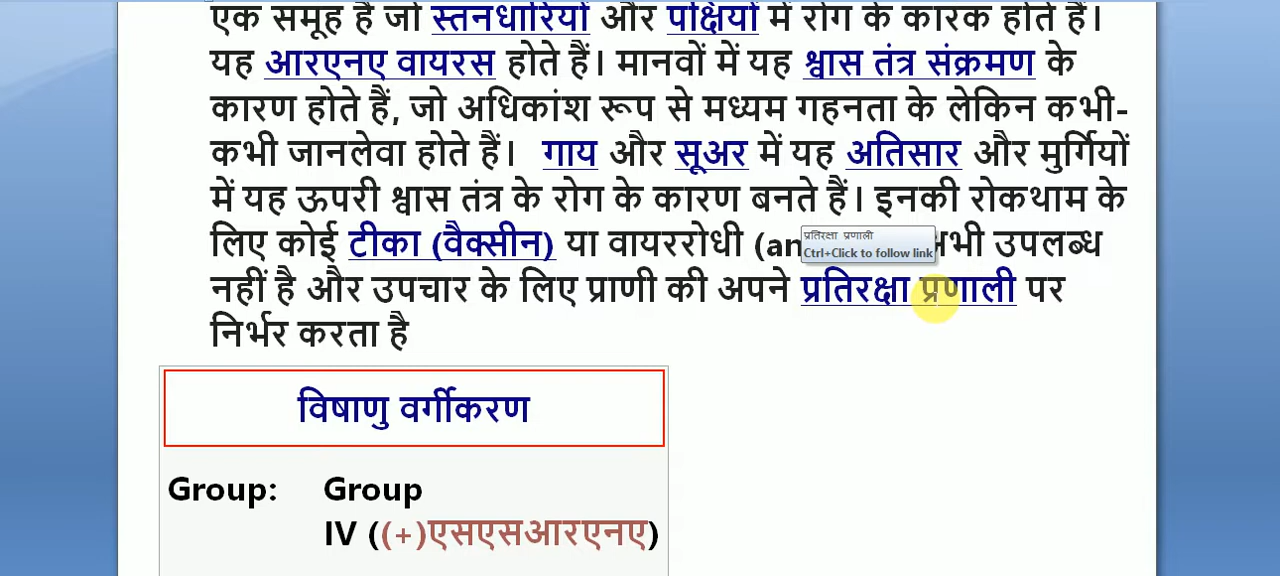 एक समूह है जो स्तनधारियों और पक्षियों में रोग के कारक होते हैं।
यह आरएनए वायरस होते हैं। मानवों में यह श्वास तंत्र संक्रमण के
कारण होते हैं, जो अधिकांश रूप से मध्यम गहनता के लेकिन कभी-
कभी जानलेवा होते हैं। गाय और सूअर में यह अतिसार और मुर्गियों
में यह ऊपरी श्वास तंत्र के रोग के कारण बनते हैं। इनकी रोकथाम के
प्रतिरक्षा प्रणाली
Ctrl+Click to follow link
लिए कोई टीका (वैक्सीन) या वायररोधी (an उपलब्ध
नहीं है और उपचार के लिए प्राणी की अपने प्रतिरक्षा प्रणाली पर
निर्भर करता है
विषाणु वर्गीकरण
Group: Group
IV ((+)एसएसआरएनए)